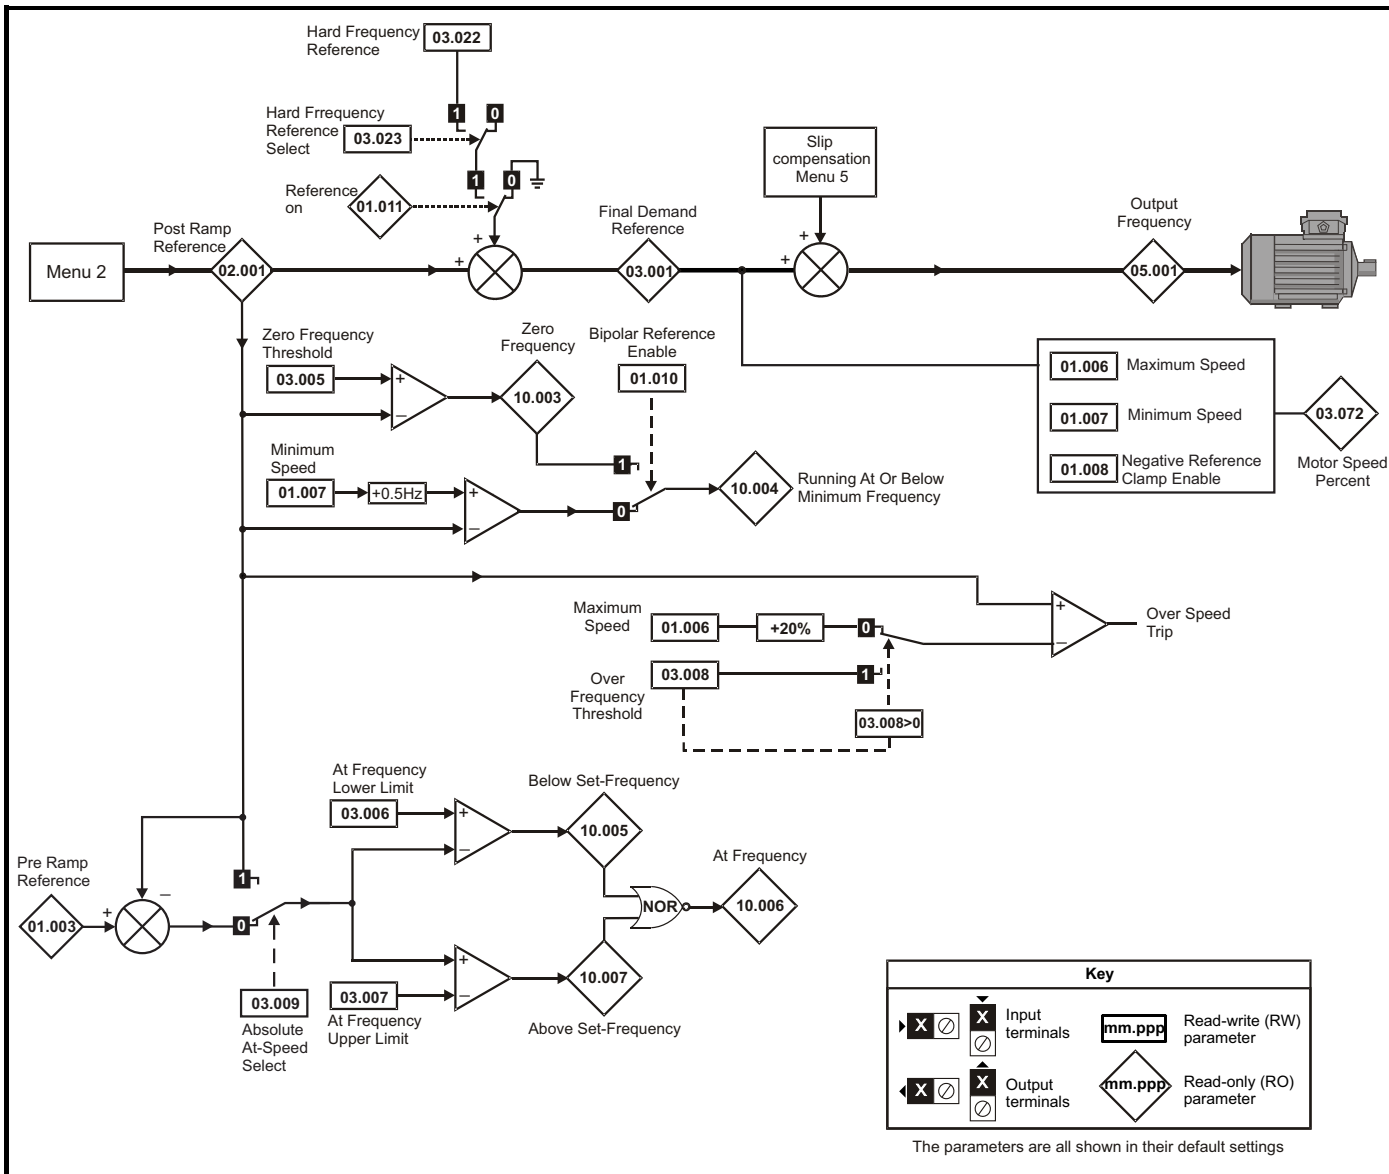 Hard Frequency
Reference
03.022
1
0
Hard Frrequency
Reference
Select
03.023
1
0
Reference
on
01.011
Slip
compensation
Menu 5
Post Ramp
Reference
Final Demand
Reference
Output
Frequency
+
+
+
+
Menu 2
02.001
03.001
05.001
Zero Frequency
Threshold
03.005
+
–
Zero
Frequency
10.003
Bipolar Reference
Enable
01.010
01.006
Maximum Speed
01.007
Minimum Speed
01.008
Negative Reference
Clamp Enable
03.072
Motor Speed
Percent
Minimum
Speed
01.007
+0.5Hz
+
–
1
0
10.004
Running At Or Below
Minimum Frequency
Maximum
Speed
01.006
+20%
0
+
–
Over Speed
Trip
Over
Frequency
Threshold
03.008
1
03.008>0
At Frequency
Lower Limit
03.006
+
–
Below Set-Frequency
10.005
Pre Ramp
Reference
01.003
+
–
1
0
NOR
At Frequency
10.006
03.009
Absolute
At-Speed
Select
03.007
At Frequency
Upper Limit
+
–
10.007
Above Set-Frequency
Key
X
X
Input
terminals
mm.ppp
Read-write (RW)
parameter
X
X
Output
terminals
mm.ppp
Read-only (RO)
parameter
The parameters are all shown in their default settings